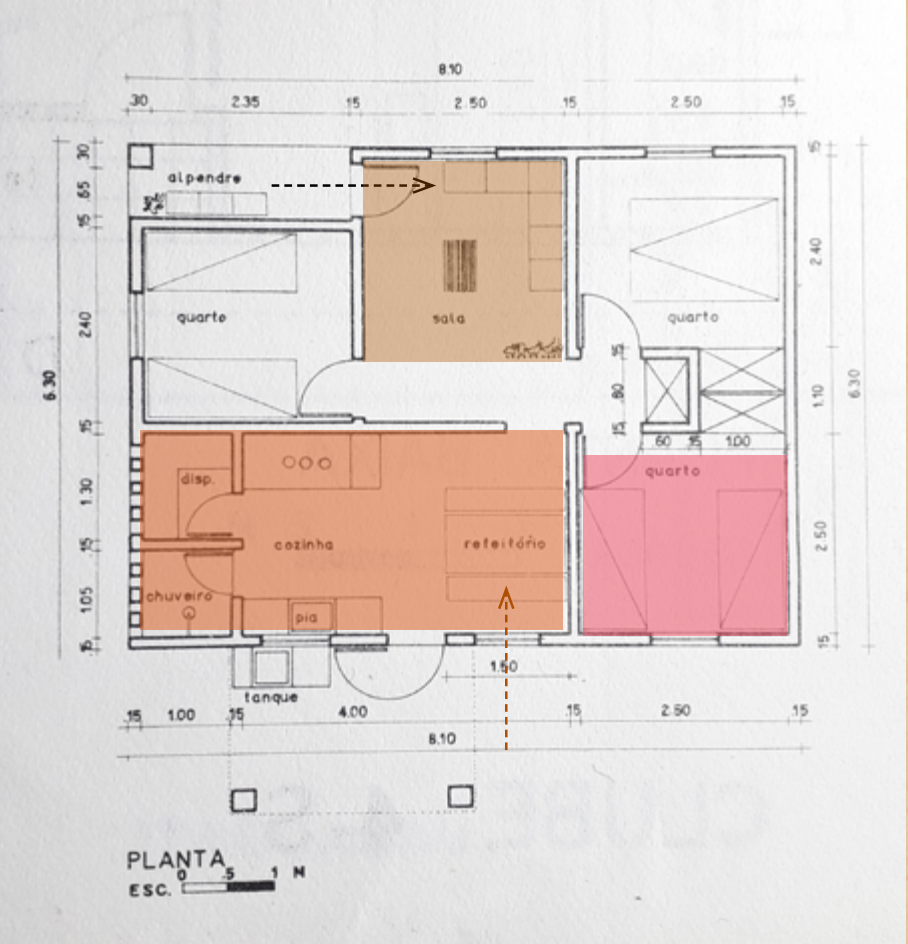 8.10
.30 2.35 .15 2.50 .15 2.50 .15
alpendre
.30
.65
.15
2.40
.15
1.30
.15
1.05
.15
6.30
.15
2.40
1.10
2.50
.15
6.30
quarto
sala
quarto
.15
.80
.15
.60 .15 1.00
quarto
disp.
cozinha
refeitório
chuveiro
pia
tanque
1.60
.15 1.00 .15 4.00 .15 2.50 .15
8.10
PLANTA
ESC. 0 .5 1 M